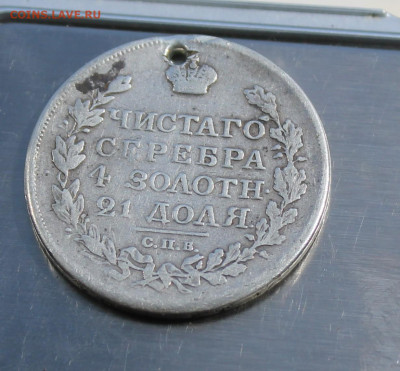 COINS.LAVE.RU
ЧИСТАГО
СЕРЕБРА
4 ЗОЛОТН
21 ДОЛЯ
С.П.Б.